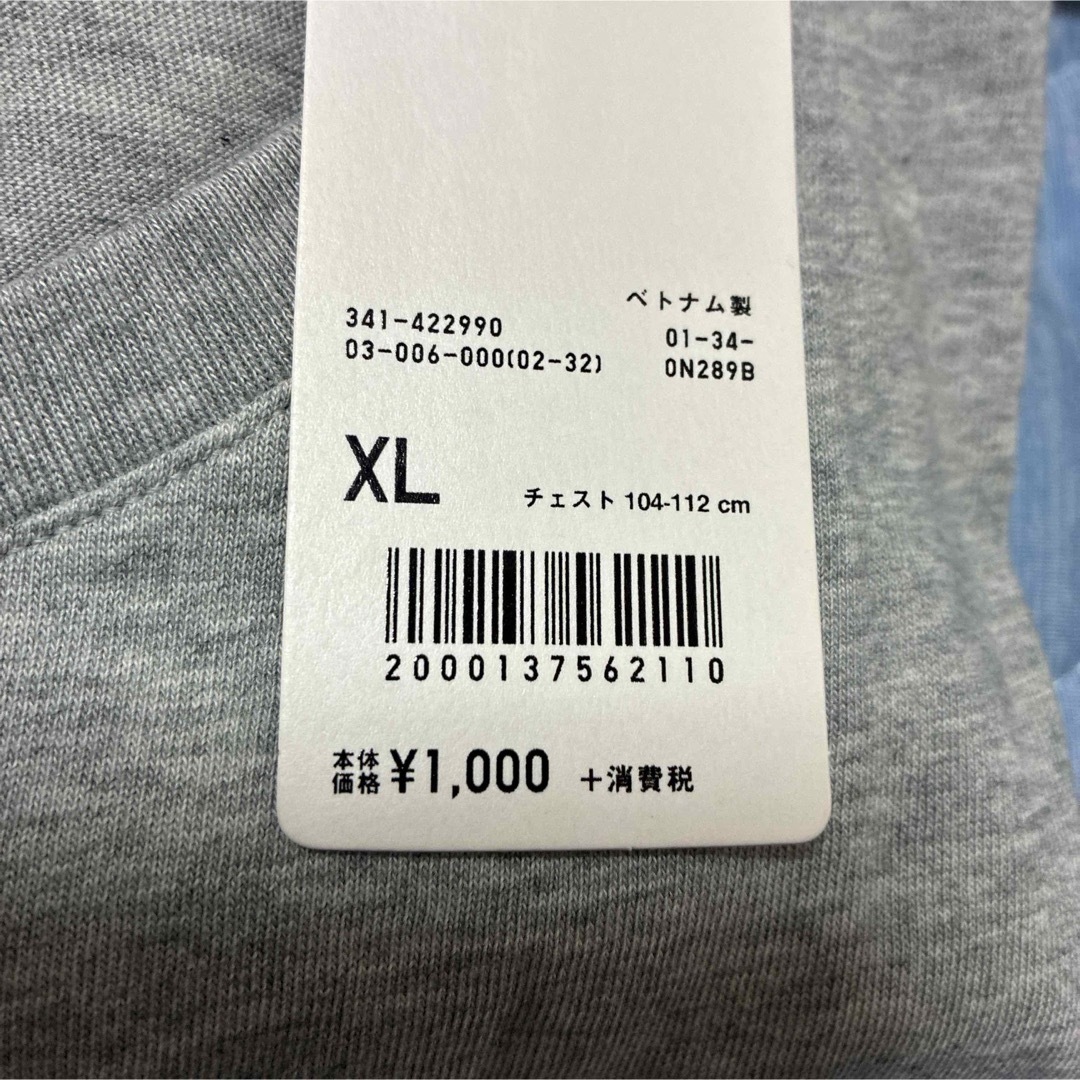 ベトナム製
341-422990
01-34-
03-006-000(02-32)
0N289B
XL
チェスト 104-112 cm
2000137562110
本体
価格
¥1,000 +消費税